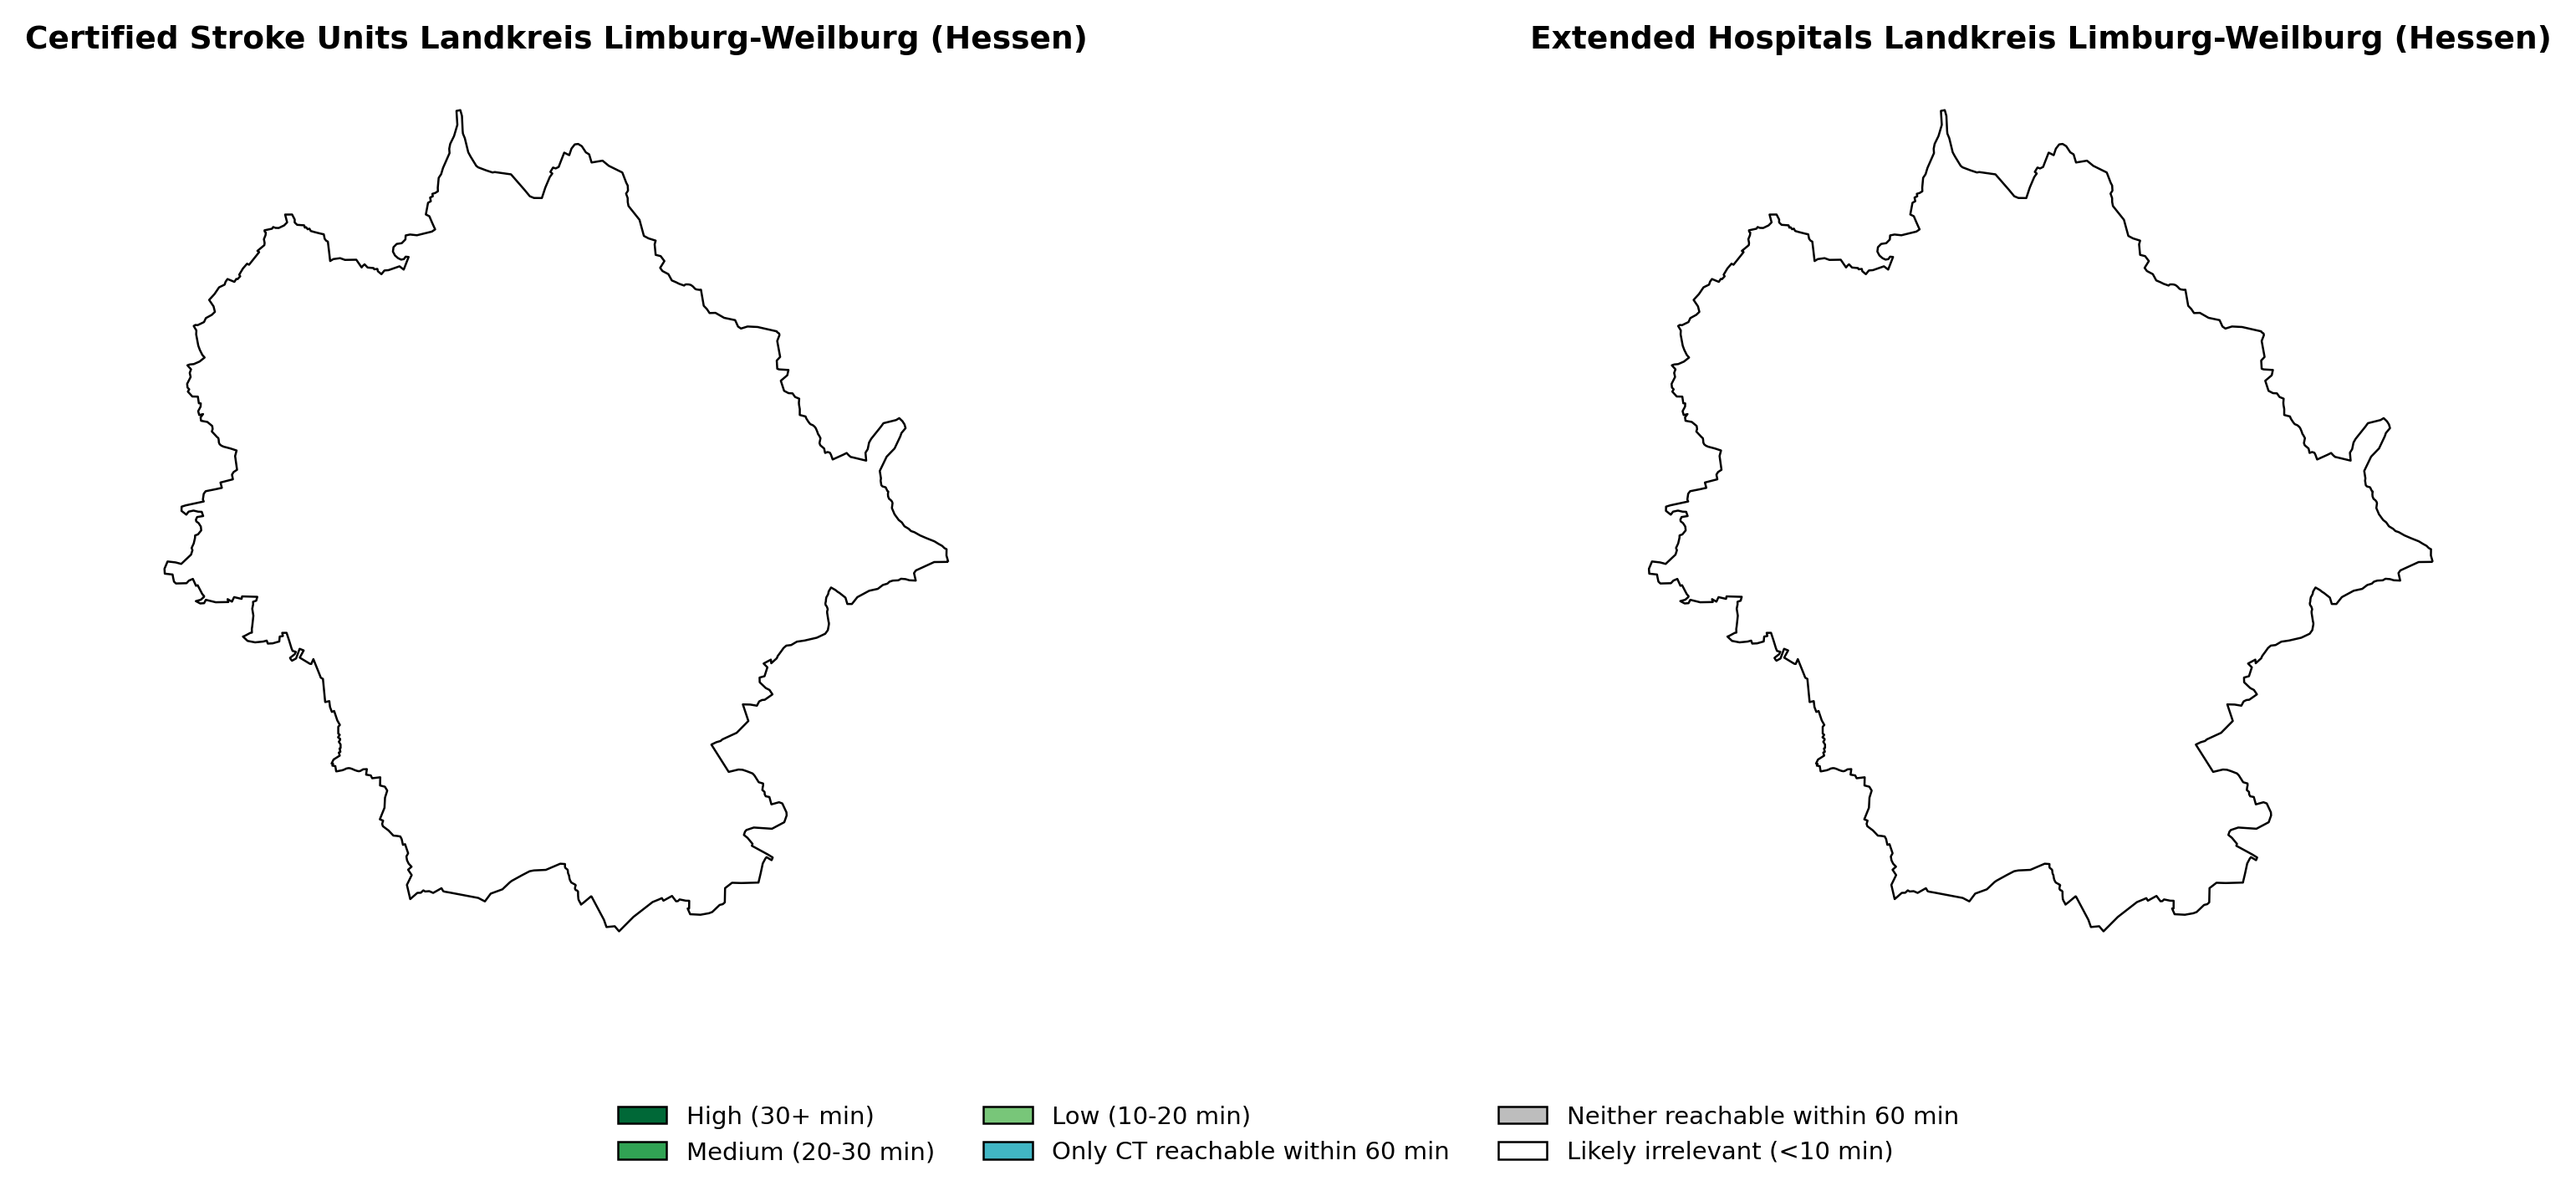 Certified Stroke Units Landkreis Limburg-Weilburg (Hessen)
Extended Hospitals Landkreis Limburg-Weilburg (Hessen)
High (30+ min)
Medium (20-30 min)
Low (10-20 min)
Only CT reachable within 60 min
Neither reachable within 60 min
Likely irrelevant (<10 min)